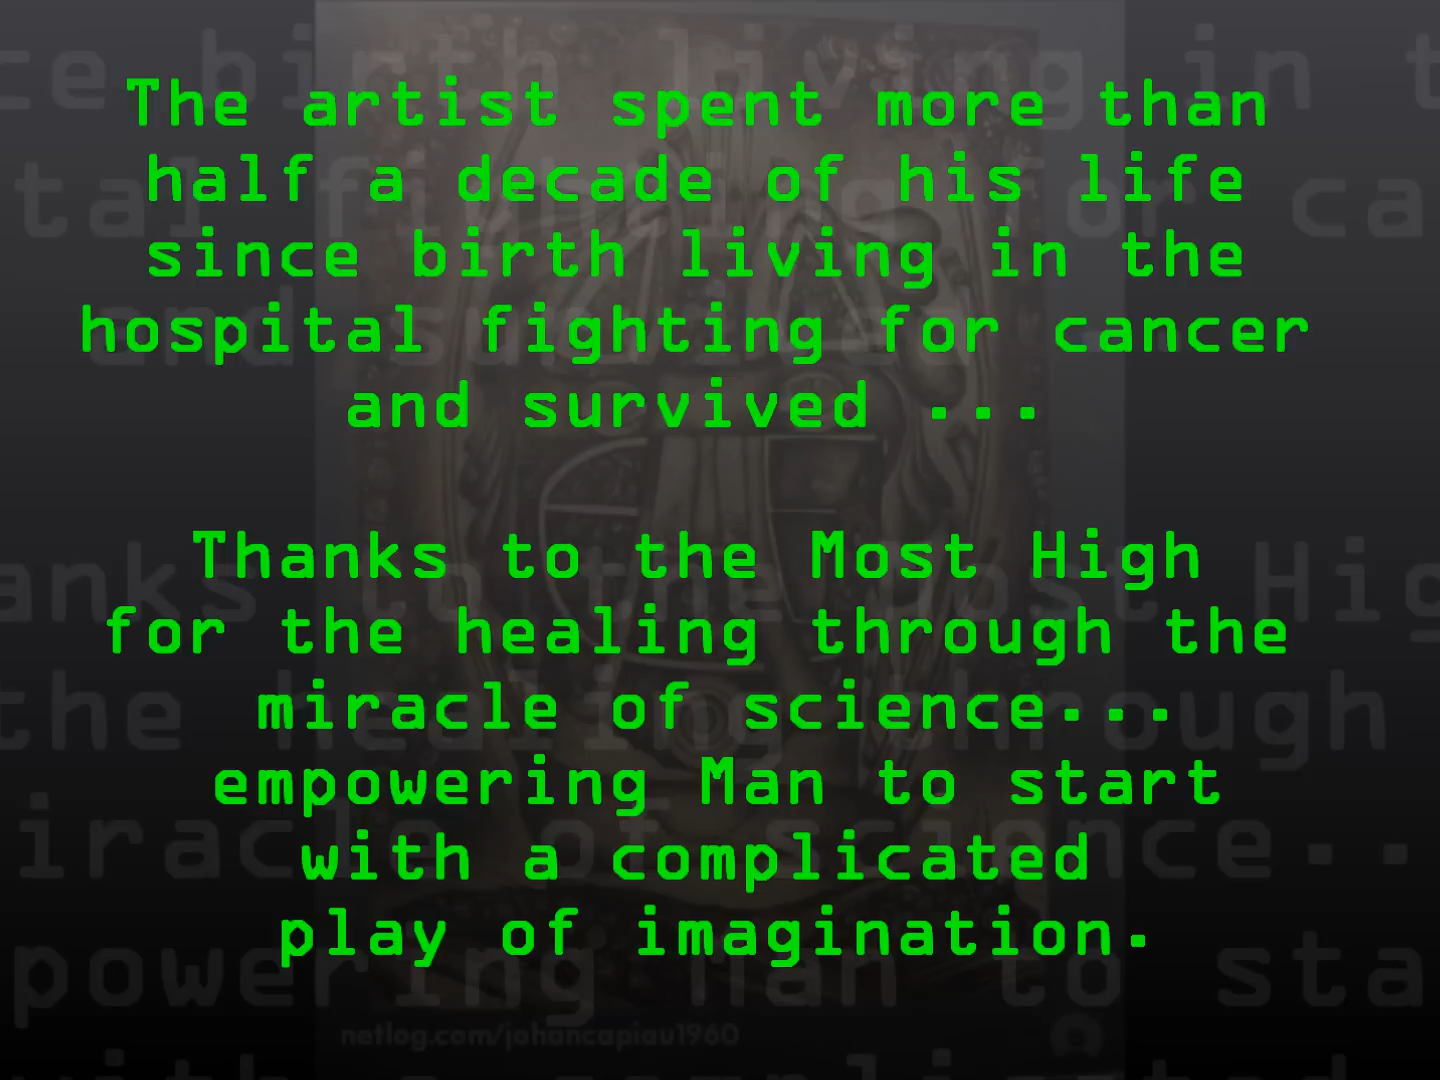 The artist spent more than
half a decade of his life
since birth living in the
hospital fighting for cancer
and survived ...
Thanks to the Most High
for the healing through the
miracle of science...
empowering Man to start
with a complicated
play of imagination.
netlog.com/johancapiau1960